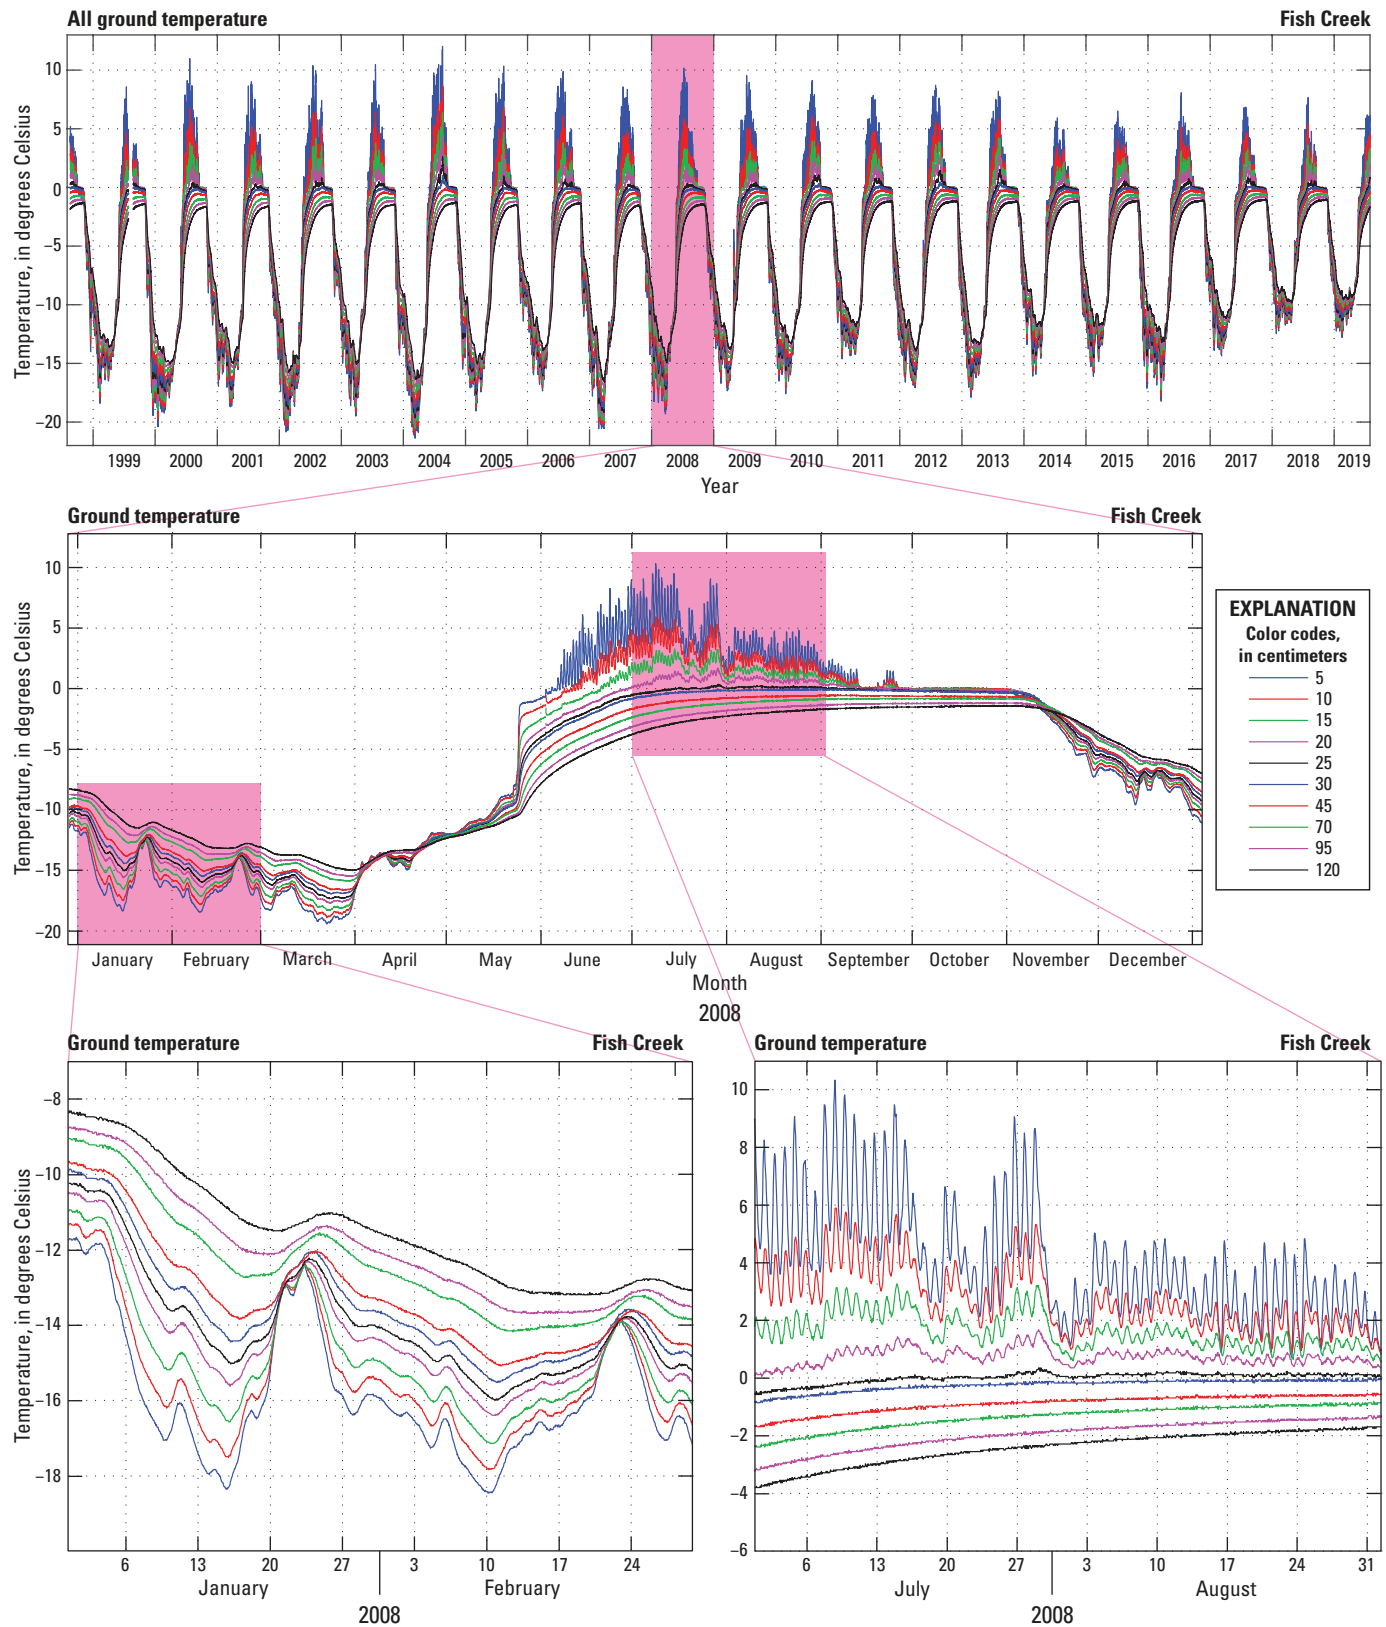 All ground temperature Fish Creek
Temperature, in degrees Celsius
10
5
0
−5
−10
−15
−20
1999 2000 2001 2002 2003 2004 2005 2006 2007 2008 2009 2010 2011 2012 2013 2014 2015 2016 2017 2018 2019
Year
Ground temperature Fish Creek
Temperature, in degrees Celsius
10
5
0
−5
−10
−15
−20
January February March April May June July August September October November December
Month
2008
EXPLANATION
Color codes,
in centimeters
5
10
15
20
25
30
45
70
95
120
Ground temperature Fish Creek
Temperature, in degrees Celsius
−8
−10
−12
−14
−16
−18
6 13 20 27 3 10 17 24
January February
2008
Ground temperature Fish Creek
10
8
6
4
2
0
−2
−4
−6
6 13 20 27 3 10 17 24 31
July August
2008